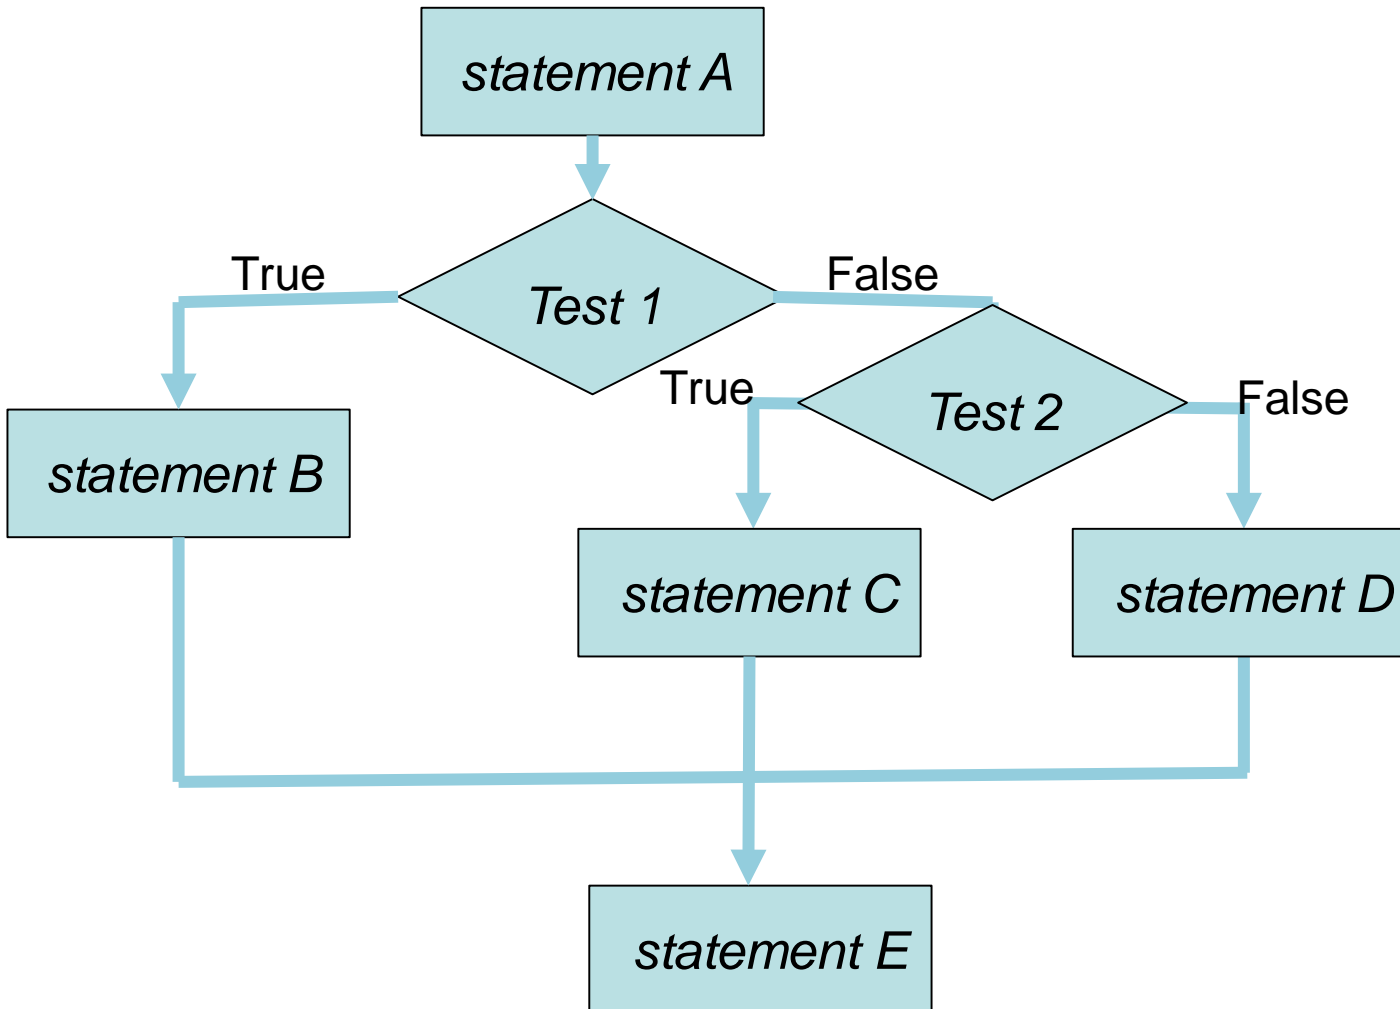 statement A
True
False
Test 1
True
Test 2
False
statement B
statement C
statement D
statement E